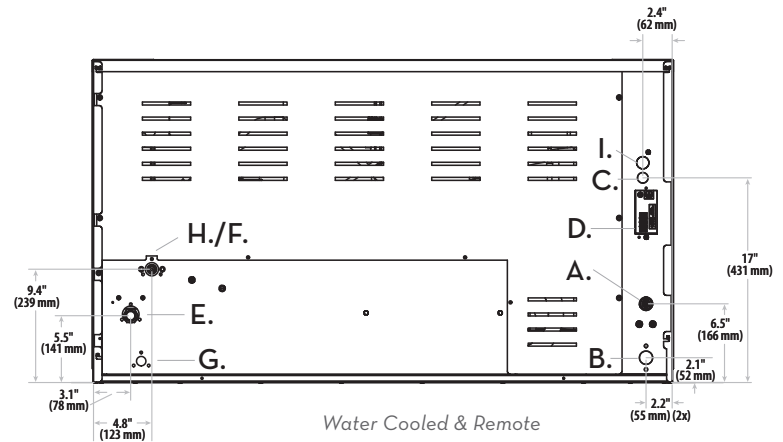 2.4"
(62 mm)
I.
C.
D.
H./F.
17"
(431 mm)
A.
9.4"
(239 mm)
E.
6.5"
(166 mm)
5.5"
(141 mm)
G.
B.
2.1"
(52 mm)
3.1"
(78 mm)
2.2"
(55 mm) (2x)
4.8"
(123 mm)
Water Cooled & Remote